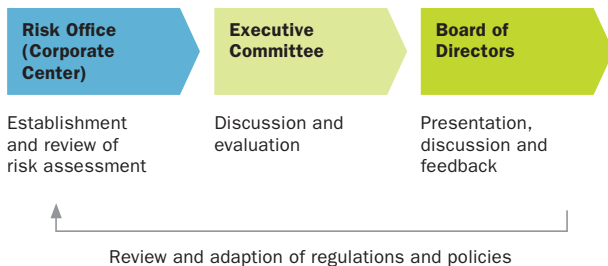 Risk Office
(Corporate
Center)
Establishment
and review of
risk assessment
Executive
Committee
Discussion and
evaluation
Board of
Directors
Presentation,
discussion and
feedback
Review and adaption of regulations and policies